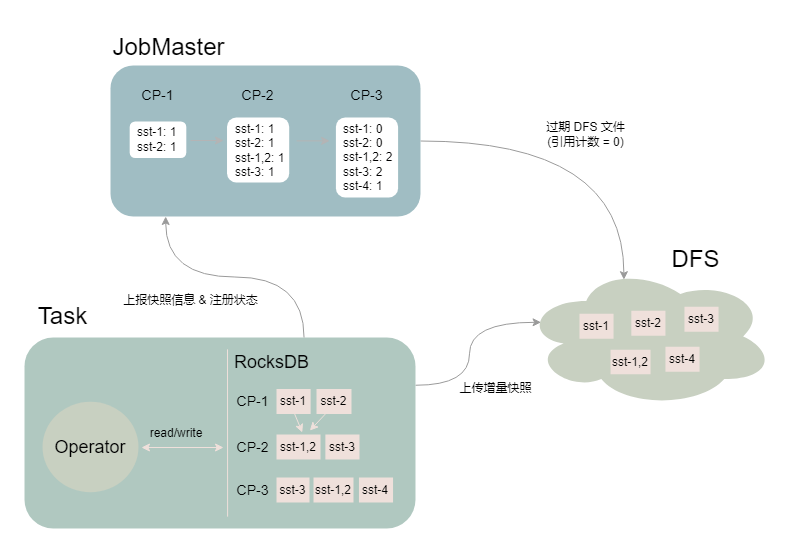 JobMaster
CP-1
CP-2
CP-3
sst-1: 1
sst-2: 1
sst-1: 1
sst-2: 1
sst-1,2: 1
sst-3: 1
sst-1: 0
sst-2: 0
sst-1,2: 2
sst-3: 2
sst-4: 1
过期 DFS 文件
(引用计数 = 0)
DFS
sst-1
sst-2
sst-3
sst-1,2
sst-4
上报快照信息 & 注册状态
上传增量快照
Task
Operator
read/write
RocksDB
CP-1
sst-1
sst-2
CP-2
sst-1,2
sst-3
CP-3
sst-3
sst-1,2
sst-4